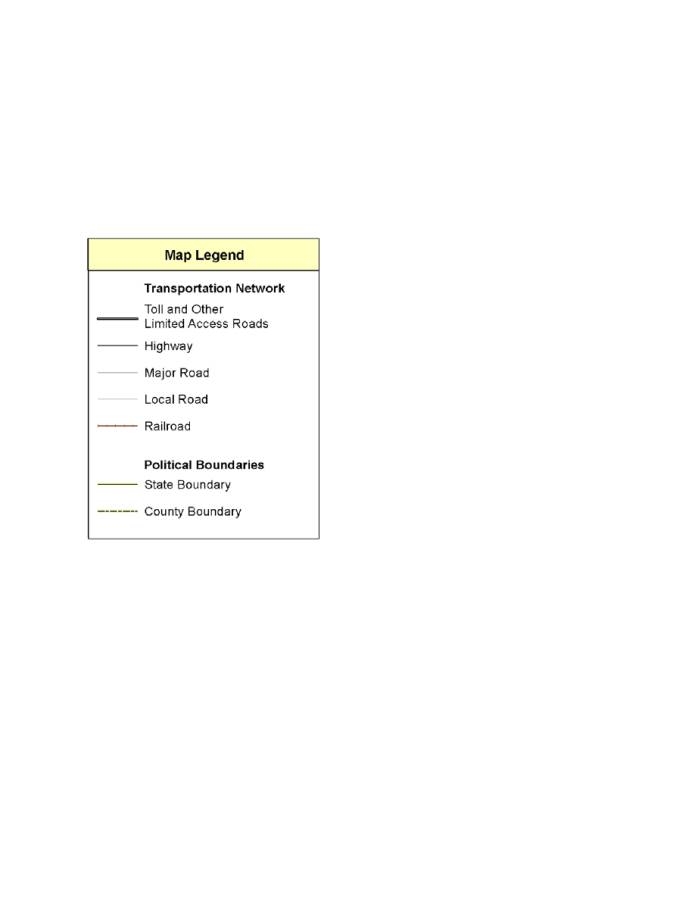 Map Legend
Transportation Network
Toll and Other
Limited Access Roads
Highway
Major Road
Local Road
Railroad
Political Boundaries
State Boundary
County Boundary